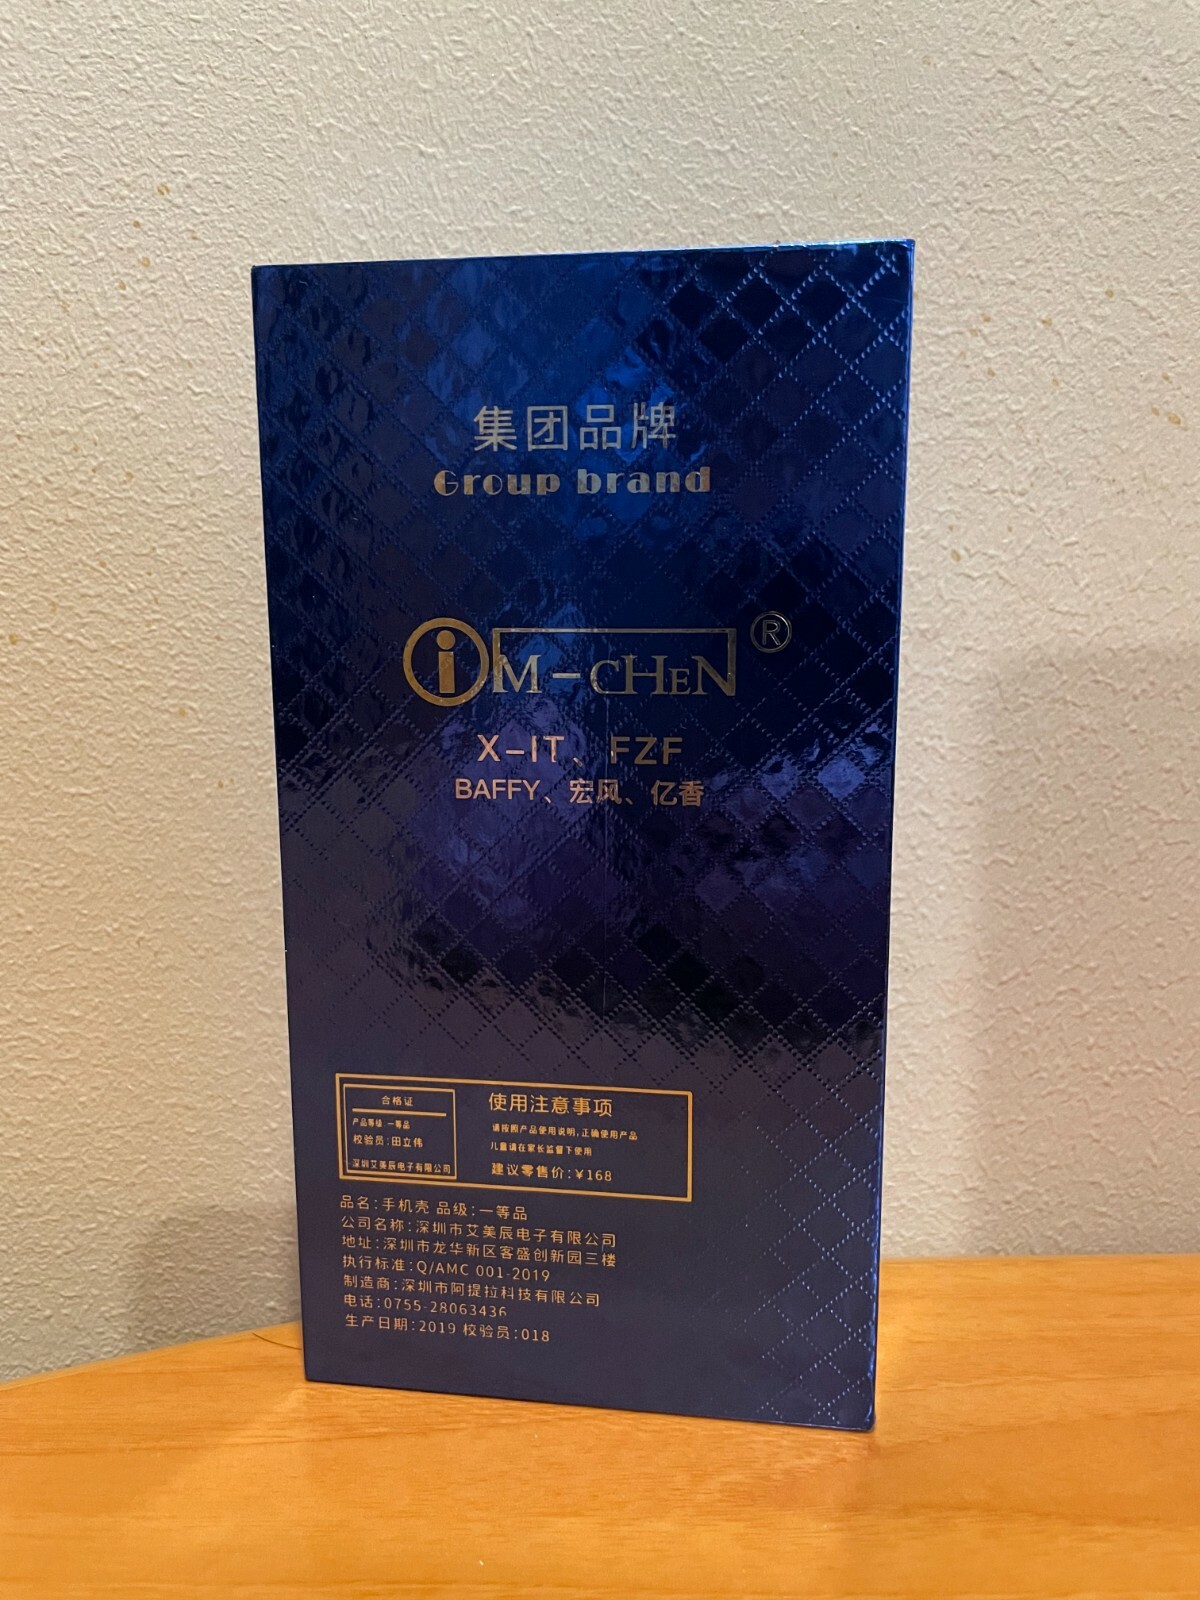 集团品牌
Group brand
iM-CHEN®
X-IT、FZF
BAFFY、宏风、亿香
合格证
产品等级 一等品
校验员:田立伟
深圳艾美辰电子有限公司
使用注意事项
请按照产品使用说明,正确使用产品
儿童请在家长监督下使用
建议零售价:¥168
品名:手机壳 品级:一等品
公司名称:深圳市艾美辰电子有限公司
地址:深圳市龙华新区客盛创新园三楼
执行标准:Q/AMC 001-2019
制造商:深圳市阿提拉科技有限公司
电话:0755-28063436
生产日期:2019 校验员:018